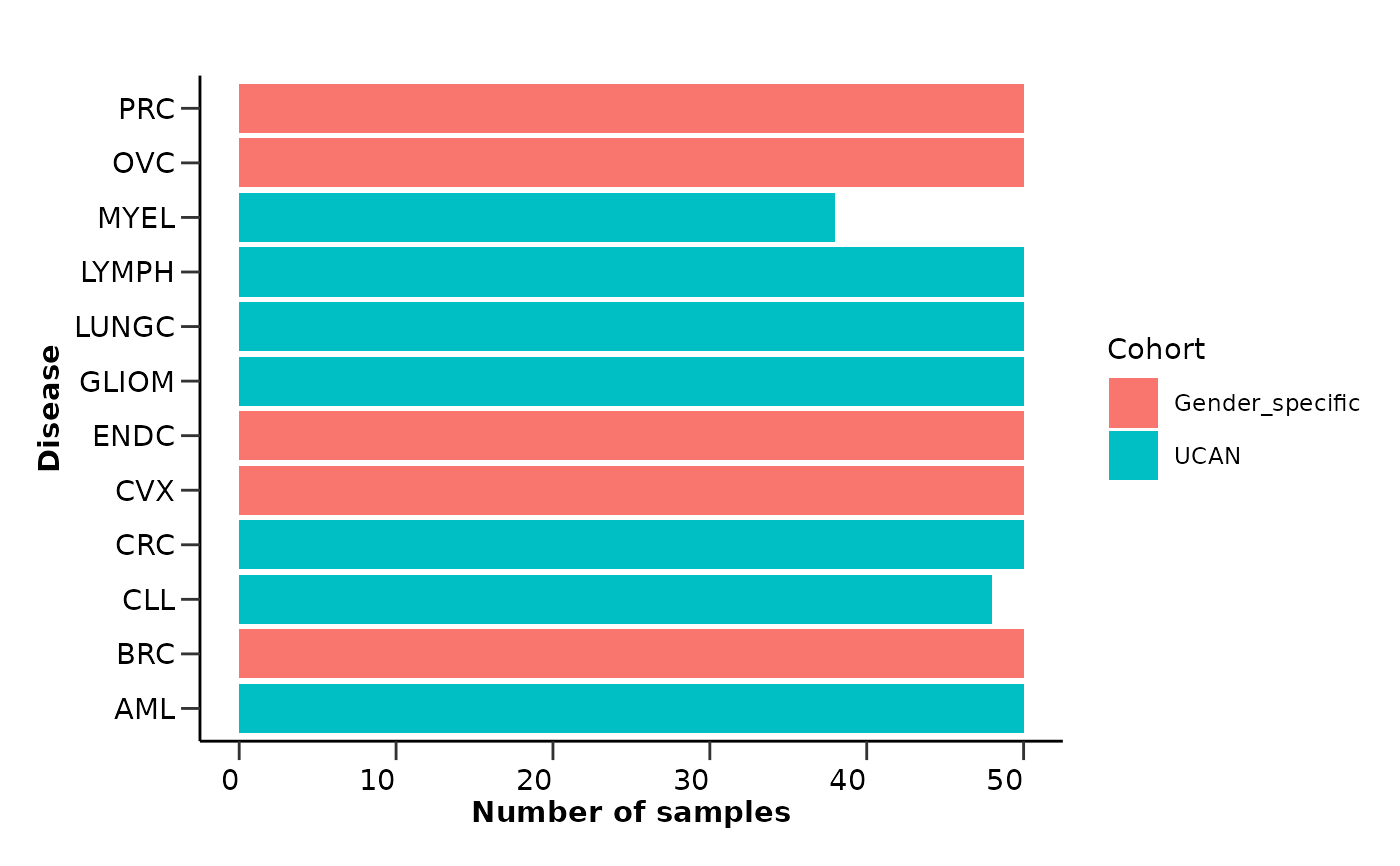 PRC
OVC
MYEL
LYMPH
LUNGC
GLIOM
ENDC
CVX
CRC
CLL
BRC
AML
Disease
0 10 20 30 40 50
Number of samples
Cohort
Gender_specific
UCAN